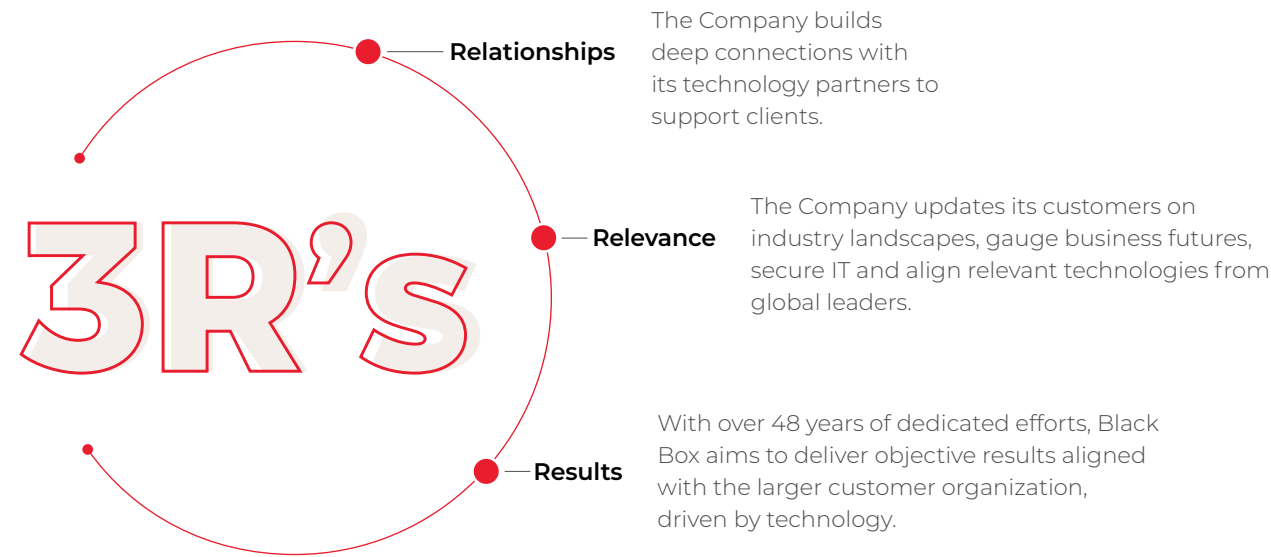 3R's
Relationships
The Company builds
deep connections with
its technology partners to
support clients.
Relevance
The Company updates its customers on
industry landscapes, gauge business futures,
secure IT and align relevant technologies from
global leaders.
Results
With over 48 years of dedicated efforts, Black
Box aims to deliver objective results aligned
with the larger customer organization,
driven by technology.